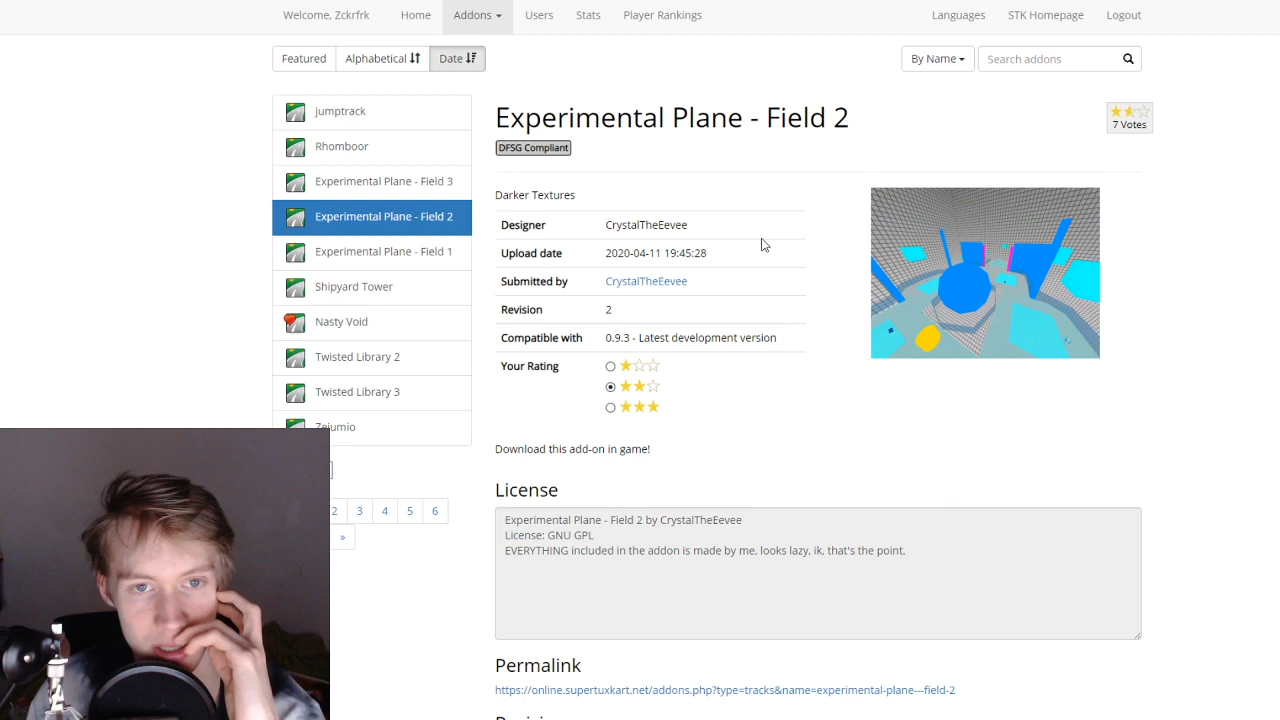 Welcome, Zckrfrk Home Addons Users Stats Player Rankings Languages STK Homepage Logout
Featured Alphabetical Date By Name Search addons
jumptrack
Rhomboor
Experimental Plane - Field 3
Experimental Plane - Field 2
Experimental Plane - Field 1
Shipyard Tower
Nasty Void
Twisted Library 2
Twisted Library 3
Zejumio
2 3 4 5 6
»
Experimental Plane - Field 2
7 Votes
DFSG Compliant
Darker Textures
Designer CrystalTheEevee
Upload date 2020-04-11 19:45:28
Submitted by CrystalTheEevee
Revision 2
Compatible with 0.9.3 - Latest development version
Your Rating
Download this add-on in game!
License
Experimental Plane - Field 2 by CrystalTheEevee
License: GNU GPL
EVERYTHING included in the addon is made by me, looks lazy, ik, that's the point.
Permalink
https://online.supertuxkart.net/addons.php?type=tracks&name=experimental-plane---field-2